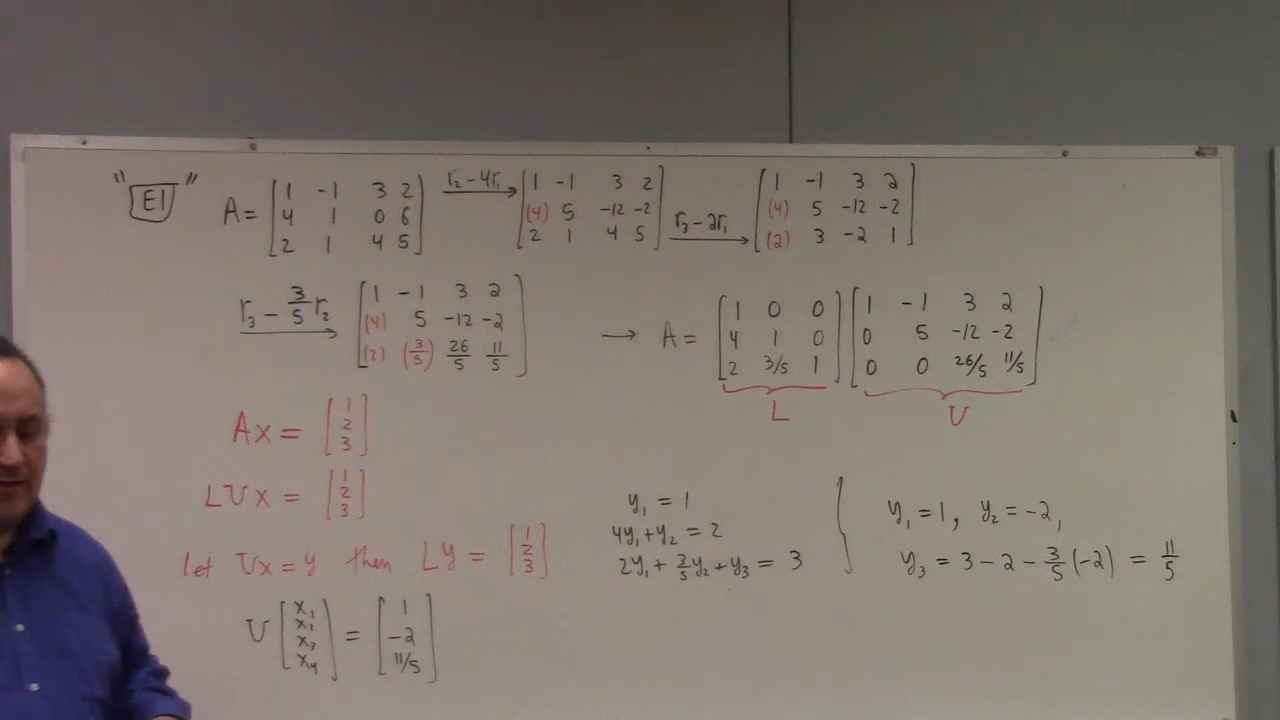 "E1" A = [1 -1 3 2; 4 1 0 6; 2 1 4 5] r₂ - 4r₁ → [1 -1 3 2; (4) 5 -12 -2; 2 1 4 5] r₃ - 2r₁ → [1 -1 3 2; (4) 5 -12 -2; (2) 3 -2 1]
r₃ - 3/5 r₂ → [1 -1 3 2; (4) 5 -12 -2; (2) (3/5) 26/5 11/5] → A = [1 0 0; 4 1 0; 2 3/5 1] [1 -1 3 2; 0 5 -12 -2; 0 0 26/5 11/5]
L U
Ax = [1; 2; 3]
LUx = [1; 2; 3]
let Ux = y then Ly = [1; 2; 3]
U [x₁; x₂; x₃; x₄] = [1; -2; 11/5]
y₁ = 1
4y₁ + y₂ = 2
2y₁ + 3/5 y₂ + y₃ = 3
y₁ = 1, y₂ = -2,
y₃ = 3 - 2 - 3/5 (-2) = 11/5